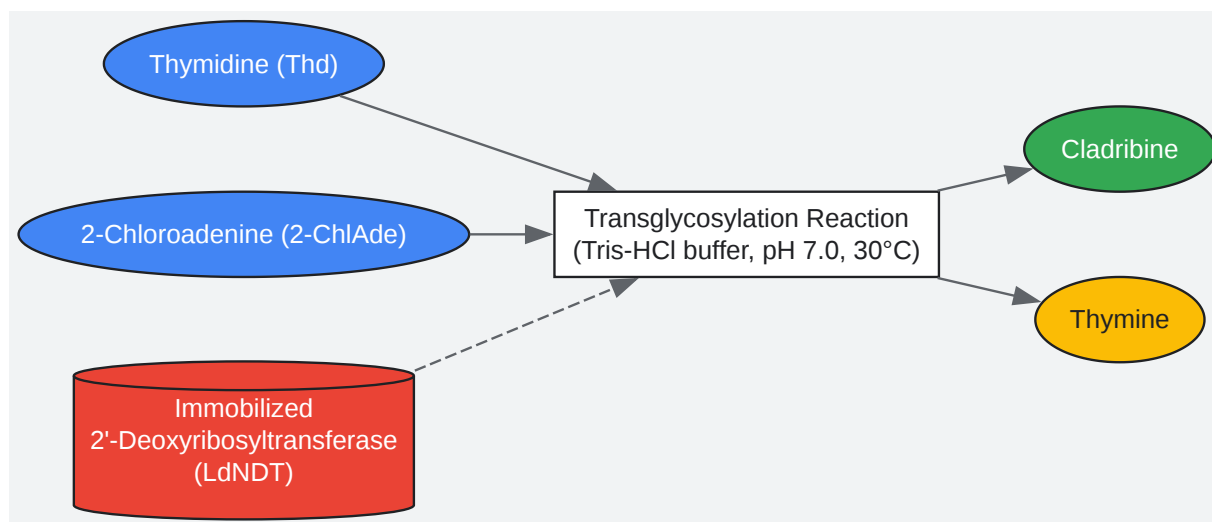 Thymidine (Thd)
2-Chloroadenine (2-ChlAde)
Immobilized
2'-Deoxyribosyltransferase
(LdNDT)
Transglycosylation Reaction
(Tris-HCl buffer, pH 7.0, 30°C)
Cladribine
Thymine